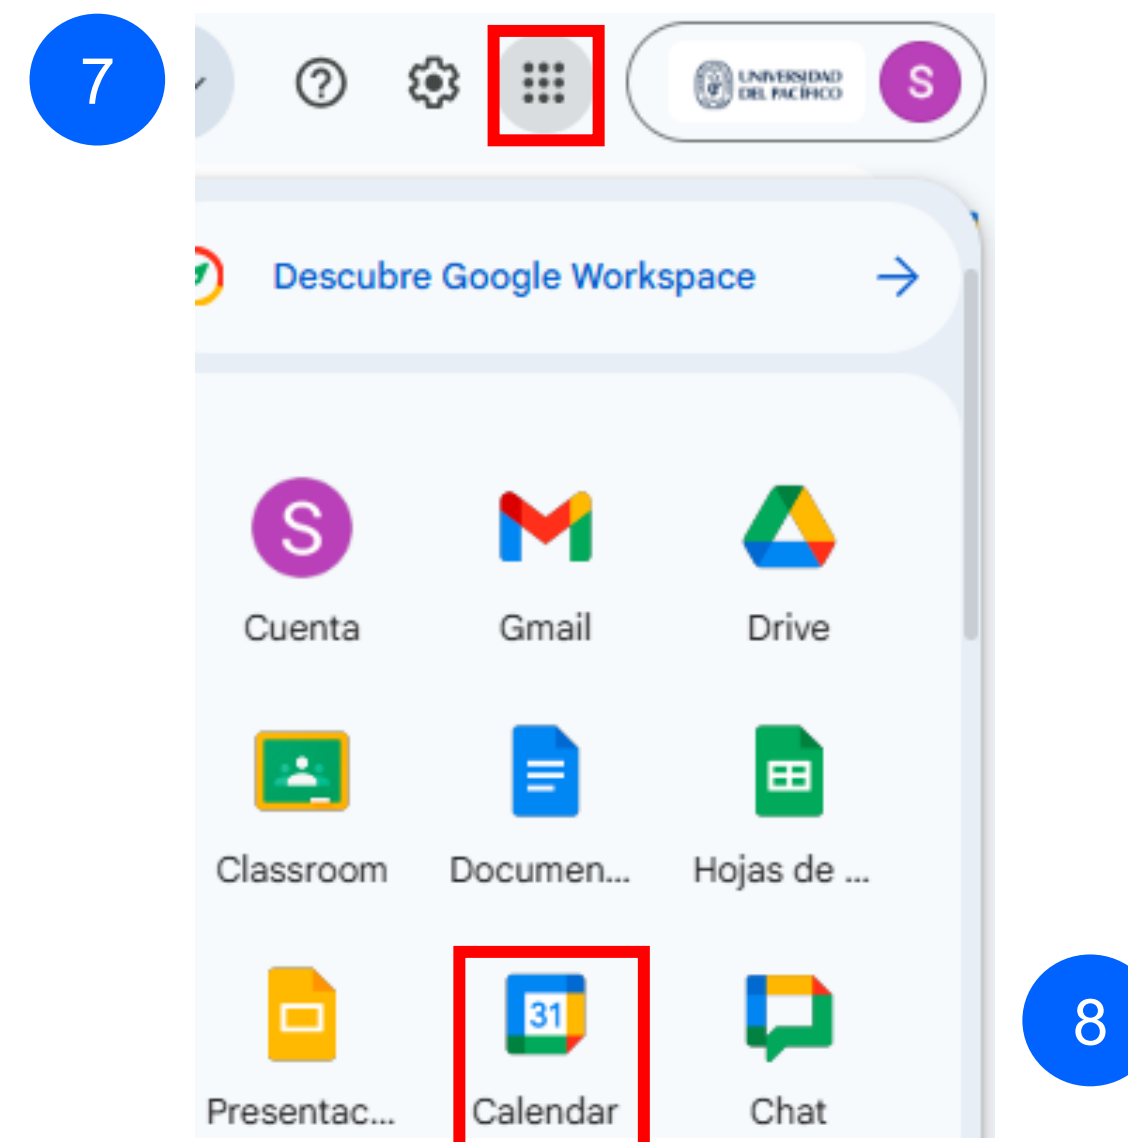 7
UNIVERSIDAD
DEL PACÍFICO
S
Descubre Google Workspace
S
Cuenta
Gmail
Drive
Classroom
Documen...
Hojas de ...
31
8
Presentac...
Calendar
Chat